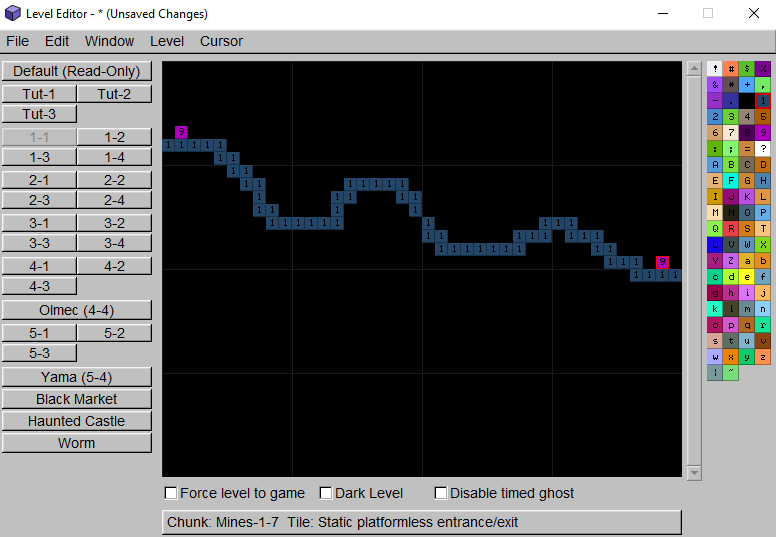 Level Editor - * (Unsaved Changes)
File Edit Window Level Cursor
Default (Read-Only)
Tut-1 Tut-2
Tut-3
1-1 1-2
1-3 1-4
2-1 2-2
2-3 2-4
3-1 3-2
3-3 3-4
4-1 4-2
4-3
Olmec (4-4)
5-1 5-2
5-3
Yama (5-4)
Black Market
Haunted Castle
Worm
9
1 1 1 1 1
1 1
1 1
1 1 1 1 1 1 1
1 1 1 1
1 1 1 1
1 1 1 1 1 1 1 1 1 1
1 1 1 1 1 1
1 1 1 1 1 1 1 1 1
1 1 1 9
1 1 1 1
! # $ %
& * + ,
- . 1
2 3 4 5
6 7 8 9
: ; = ?
A B C D
E F G H
I J K L
M N O P
Q R S T
U V W X
Y Z a b
c d e f
g h i j
k l m n
o p q r
s t u v
w x y z
| ~
Force level to game Dark Level Disable timed ghost
Chunk: Mines-1-7 Tile: Static platformless entrance/exit